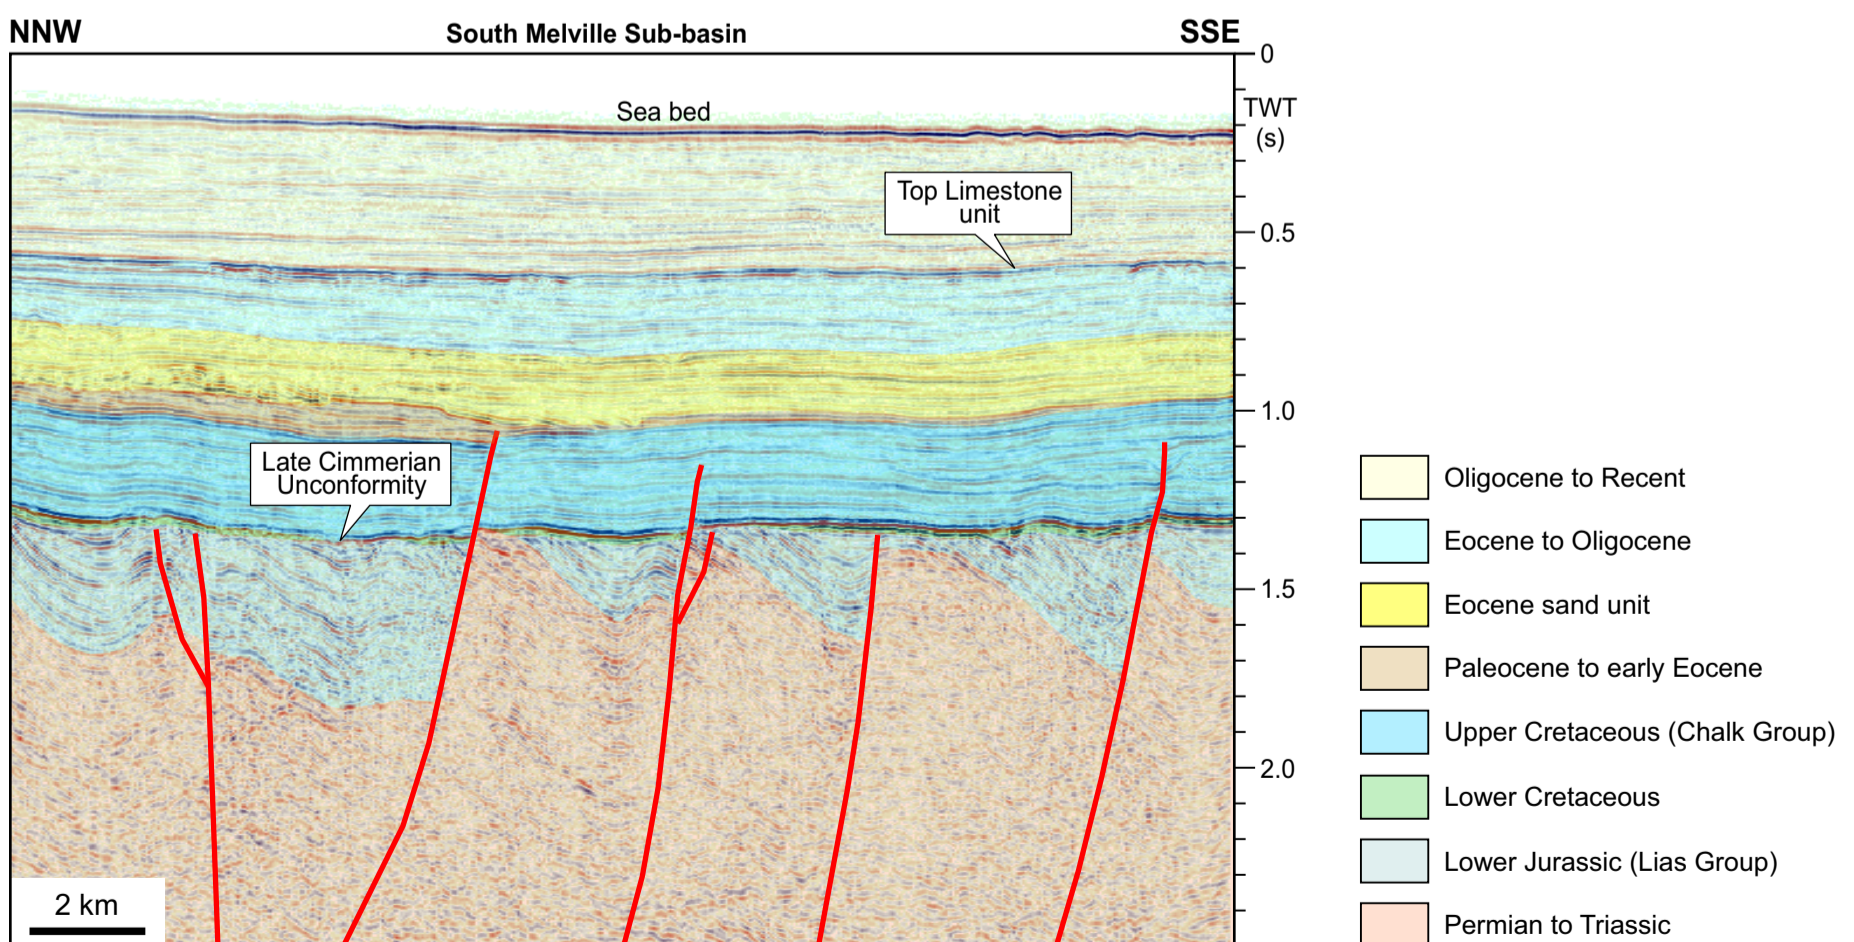 NNW
South Melville Sub-basin
SSE
0
Sea bed
TWT
(s)
Top Limestone
unit
0.5
1.0
Late Cimmerian
Unconformity
1.5
2.0
2 km
Oligocene to Recent
Eocene to Oligocene
Eocene sand unit
Paleocene to early Eocene
Upper Cretaceous (Chalk Group)
Lower Cretaceous
Lower Jurassic (Lias Group)
Permian to Triassic